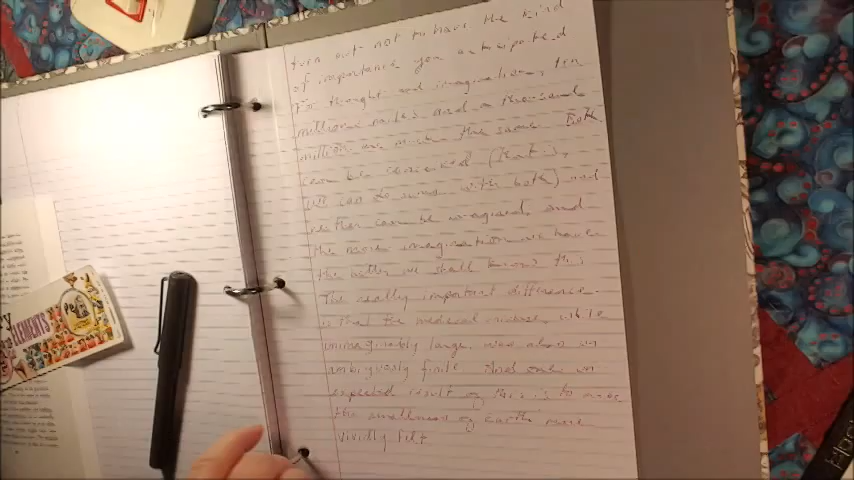 turn out not to have the kind
of importance you anticipated
For thought and imagination, ten
million miles and a thousand
million are much the same. Both
can be conceived (that is,
we can do sums with both) and
neither can be imagined, and
the more imagination we have
the better we shall know this
The really important difference
is that the medieval universe, while
unimaginably large, was also un
ambiguosly finite. And one un
expected result of this is to make
the smallness of Earth more
vividly felt
ELEMENTS